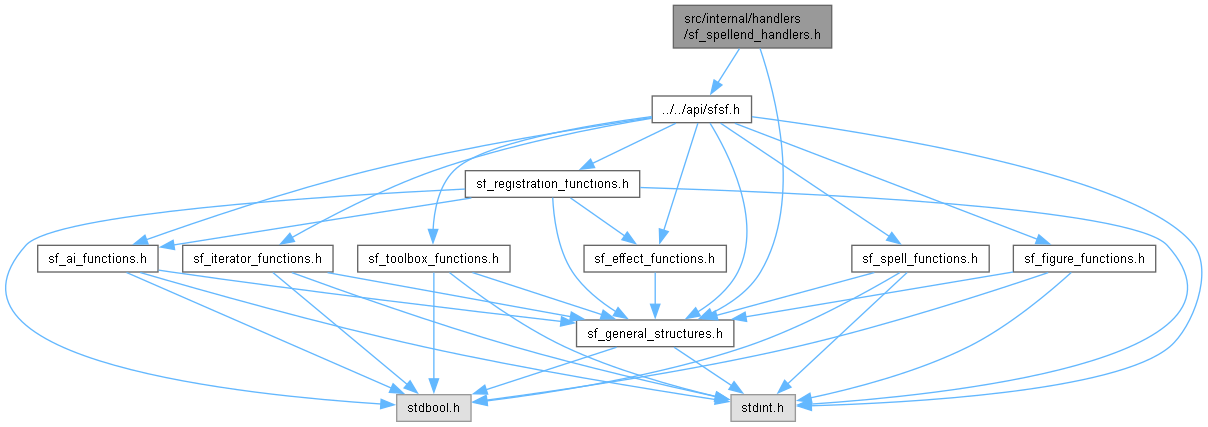 src/internal/handlers
/sf_spellend_handlers.h
../../api/sfsf.h
sf_registration_functions.h
sf_ai_functions.h
sf_iterator_functions.h
sf_toolbox_functions.h
sf_effect_functions.h
sf_spell_functions.h
sf_figure_functions.h
sf_general_structures.h
stdbool.h
stdint.h